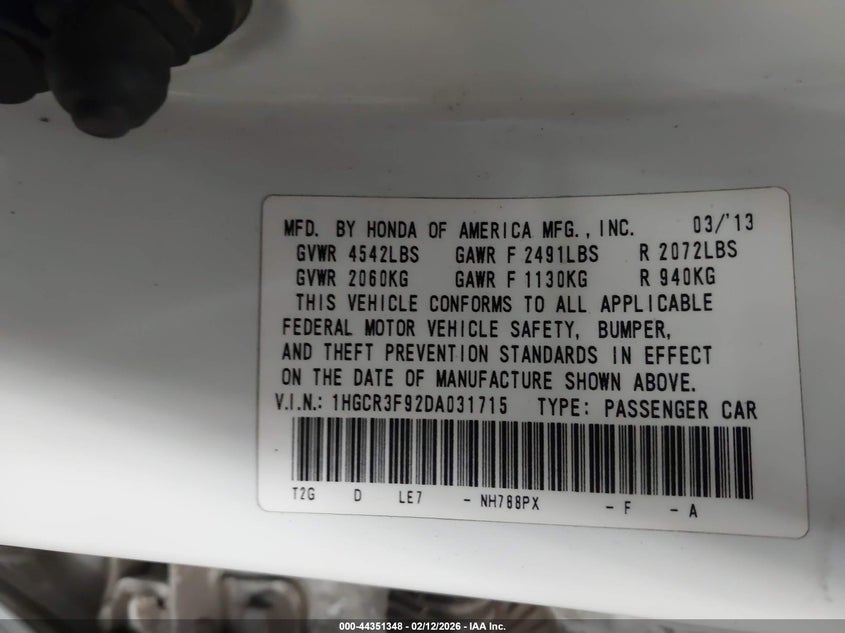 MFD. BY HONDA OF AMERICA MFG., INC. 03/'13
GVWR 4542LBS GAWR F 2491LBS R 2072LBS
GVWR 2060KG GAWR F 1130KG R 940KG
THIS VEHICLE CONFORMS TO ALL APPLICABLE
FEDERAL MOTOR VEHICLE SAFETY, BUMPER,
AND THEFT PREVENTION STANDARDS IN EFFECT
ON THE DATE OF MANUFACTURE SHOWN ABOVE.
V.I.N.: 1HGCR3F92DA031715 TYPE: PASSENGER CAR
T2G D LE7 - NH788PX - F - A
000-44351348 - 02/12/2026 - IAA Inc.